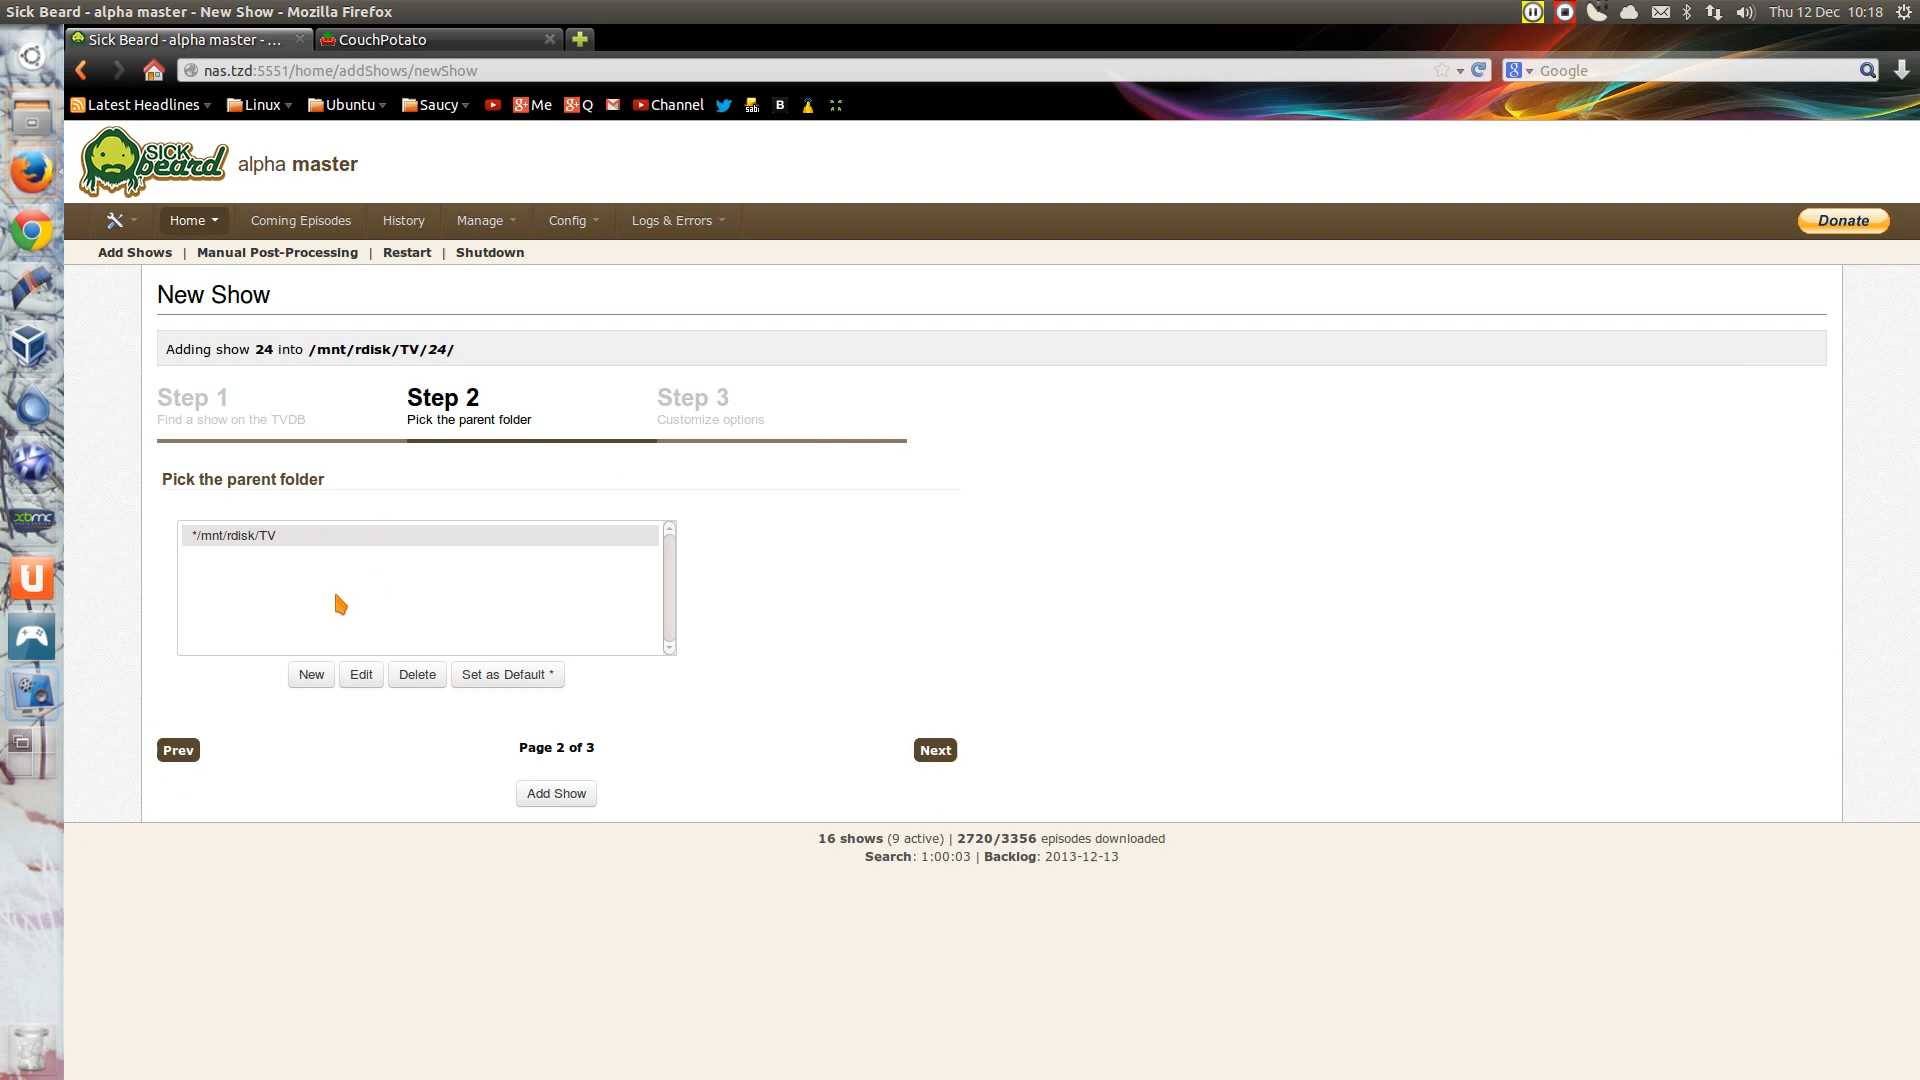 Sick Beard - alpha master - New Show - Mozilla Firefox
Thu 12 Dec 10:18
Sick Beard - alpha master - ...
CouchPotato
nas.tzd:5551/home/addShows/newShow
Google
Latest Headlines
Linux
Ubuntu
Saucy
Me
Q
Channel
sab
B
SICK beard
alpha master
Home
Coming Episodes
History
Manage
Config
Logs & Errors
Donate
Add Shows | Manual Post-Processing | Restart | Shutdown
New Show
Adding show 24 into /mnt/rdisk/TV/24/
Step 1
Find a show on the TVDB
Step 2
Pick the parent folder
Step 3
Customize options
Pick the parent folder
*/mnt/rdisk/TV
New
Edit
Delete
Set as Default *
Prev
Page 2 of 3
Next
Add Show
16 shows (9 active) | 2720/3356 episodes downloaded
Search: 1:00:03 | Backlog: 2013-12-13
xbmc